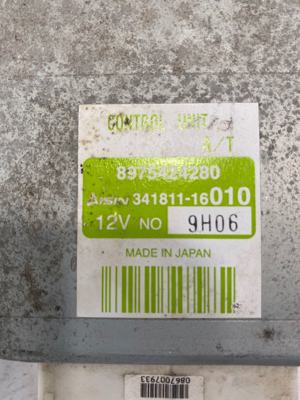 CONTROL UNIT
A/T
8975424280
AISIN 341811-16010
12V NO 9H06
MADE IN JAPAN
0867007933